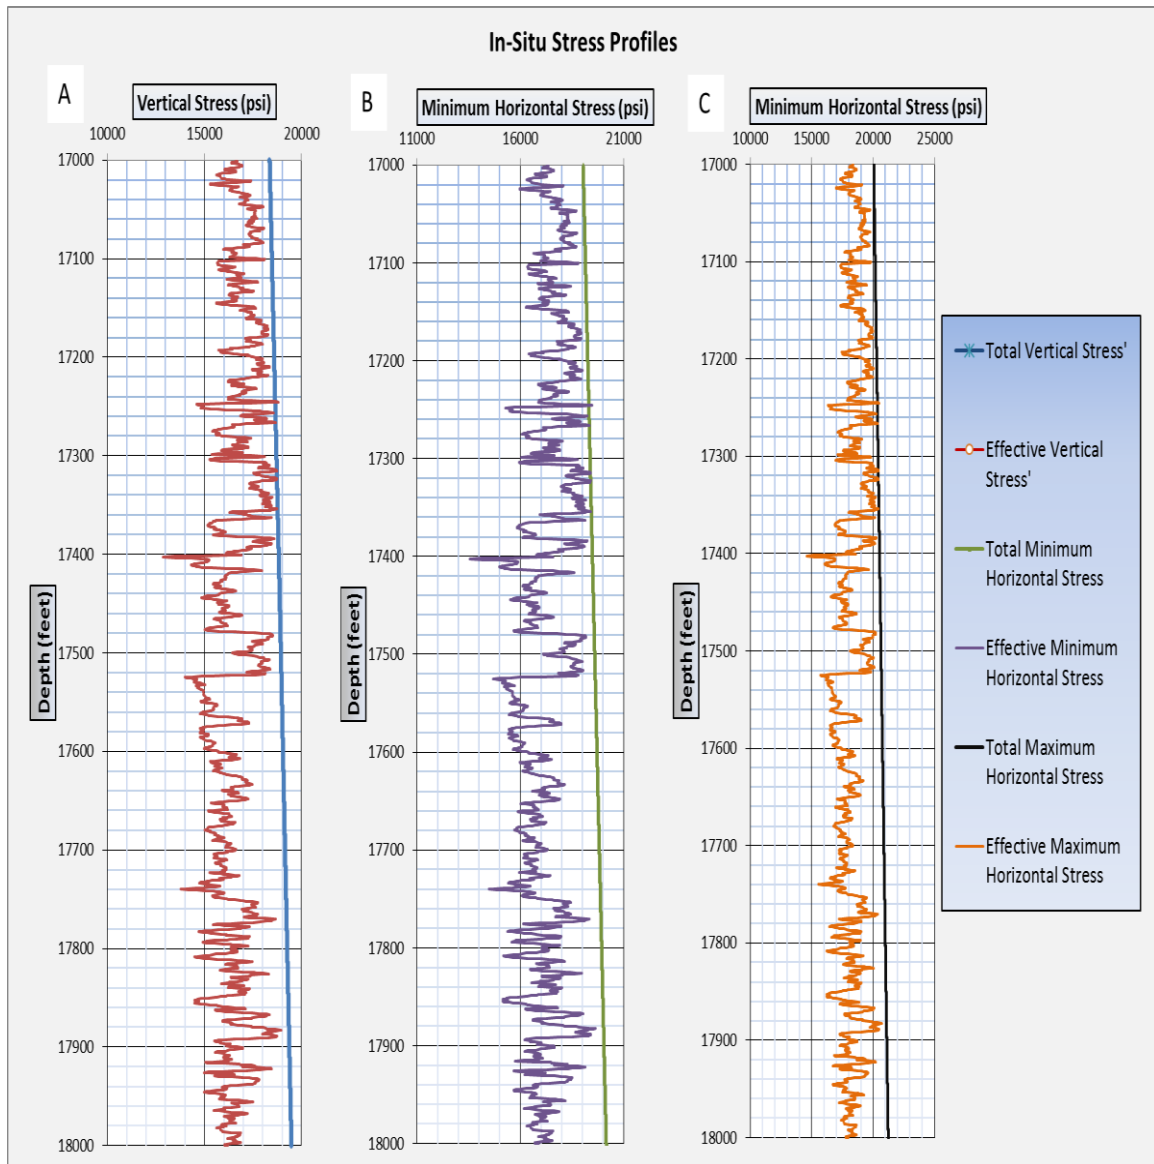 In-Situ Stress Profiles
A
Vertical Stress (psi)
10000 15000 20000
17000
17100
17200
17300
17400
17500
17600
17700
17800
17900
18000
Depth (feet)
B
Minimum Horizontal Stress (psi)
11000 16000 21000
17000
17100
17200
17300
17400
17500
17600
17700
17800
17900
18000
Depth (feet)
C
Minimum Horizontal Stress (psi)
10000 15000 20000 25000
17000
17100
17200
17300
17400
17500
17600
17700
17800
17900
18000
Depth (feet)
Total Vertical Stress'
Effective Vertical
Stress'
Total Minimum
Horizontal Stress
Effective Minimum
Horizontal Stress
Total Maximum
Horizontal Stress
Effective Maximum
Horizontal Stress